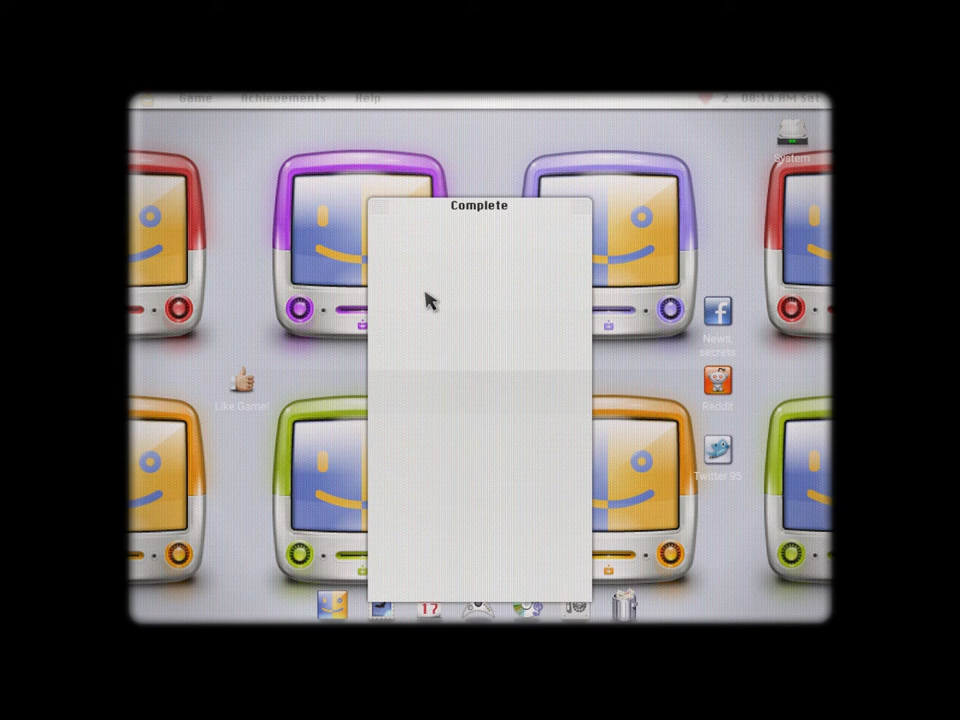 Game Achievements Help 2 08:10 AM Sat
System
Complete
News,
secrets
Like Game!
Reddit
Twitter 95
17